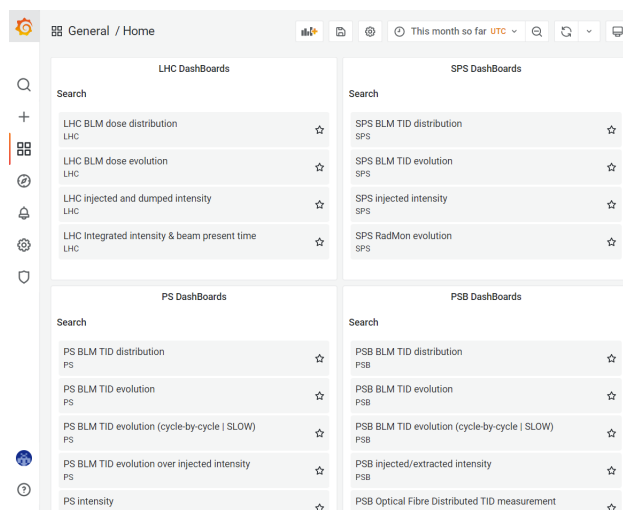 General / Home
This month so far UTC
LHC DashBoards
Search
LHC BLM dose distribution
LHC
LHC BLM dose evolution
LHC
LHC injected and dumped intensity
LHC
LHC Integrated intensity & beam present time
LHC
SPS DashBoards
Search
SPS BLM TID distribution
SPS
SPS BLM TID evolution
SPS
SPS injected intensity
SPS
SPS RadMon evolution
SPS
PS DashBoards
Search
PS BLM TID distribution
PS
PS BLM TID evolution
PS
PS BLM TID evolution (cycle-by-cycle | SLOW)
PS
PS BLM TID evolution over injected intensity
PS
PS intensity
PSB DashBoards
Search
PSB BLM TID distribution
PSB
PSB BLM TID evolution
PSB
PSB BLM TID evolution (cycle-by-cycle | SLOW)
PSB
PSB injected/extracted intensity
PSB
PSB Optical Fibre Distributed TID measurement